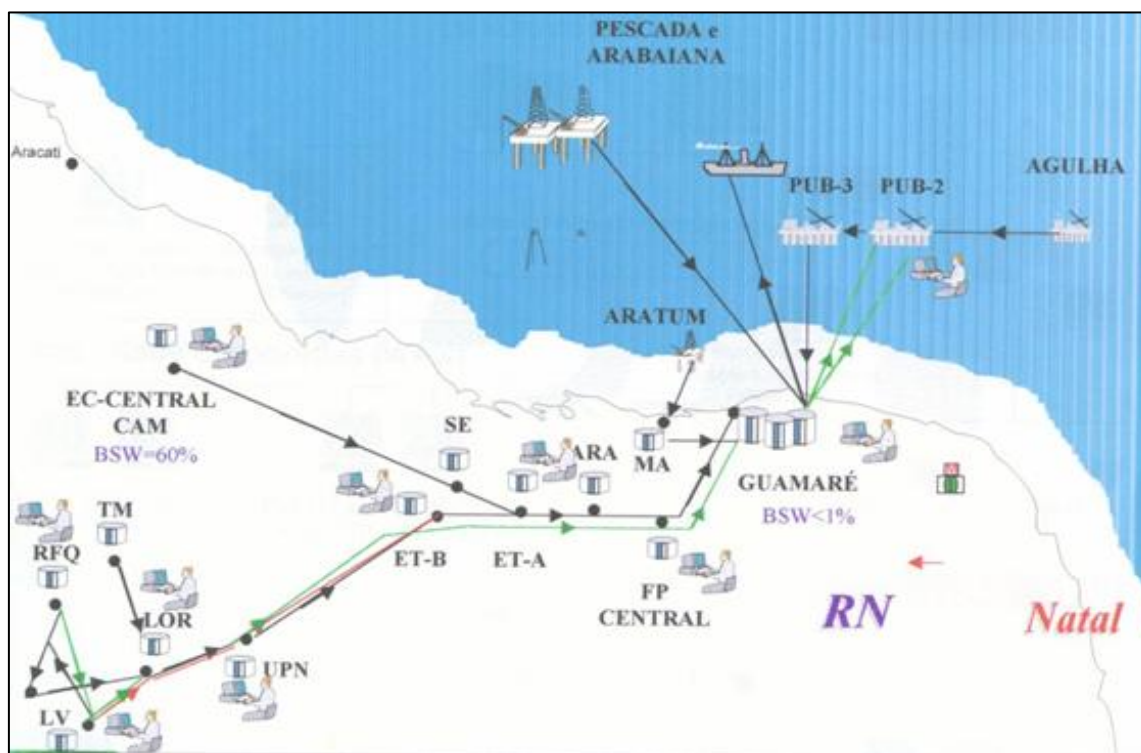 PESCADA e
ARABAIANA
Aracati
PUB-3
PUB-2
AGULHA
ARATUM
EC-CENTRAL
CAM
BSW=60%
SE
ARA
MA
GUAMARÉ
BSW<1%
TM
RFQ
LOR
ET-B
ET-A
FP
CENTRAL
RN
Natal
UPN
LV